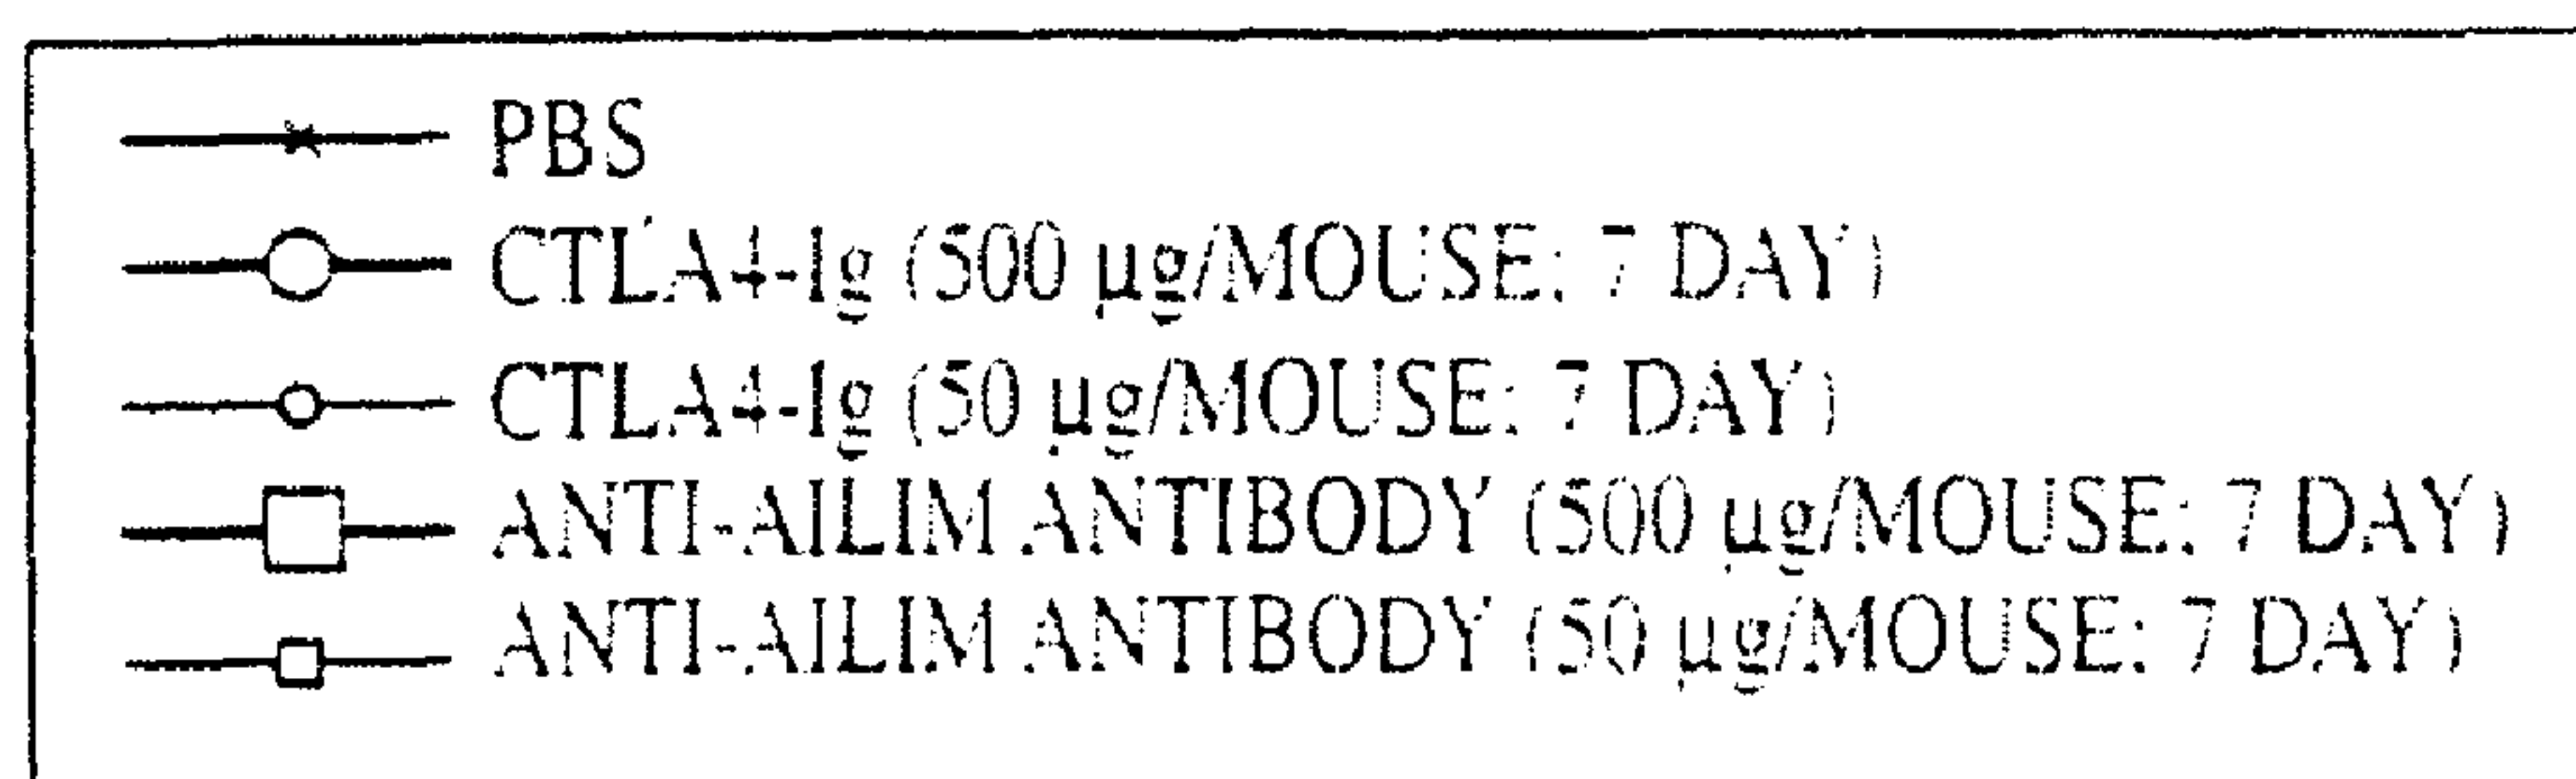 PBS
CTLA4-Ig (500 µg/MOUSE: 7 DAY)
CTLA4-Ig (50 µg/MOUSE: 7 DAY)
ANTI-AILIM ANTIBODY (500 µg/MOUSE: 7 DAY)
ANTI-AILIM ANTIBODY (50 µg/MOUSE: 7 DAY)